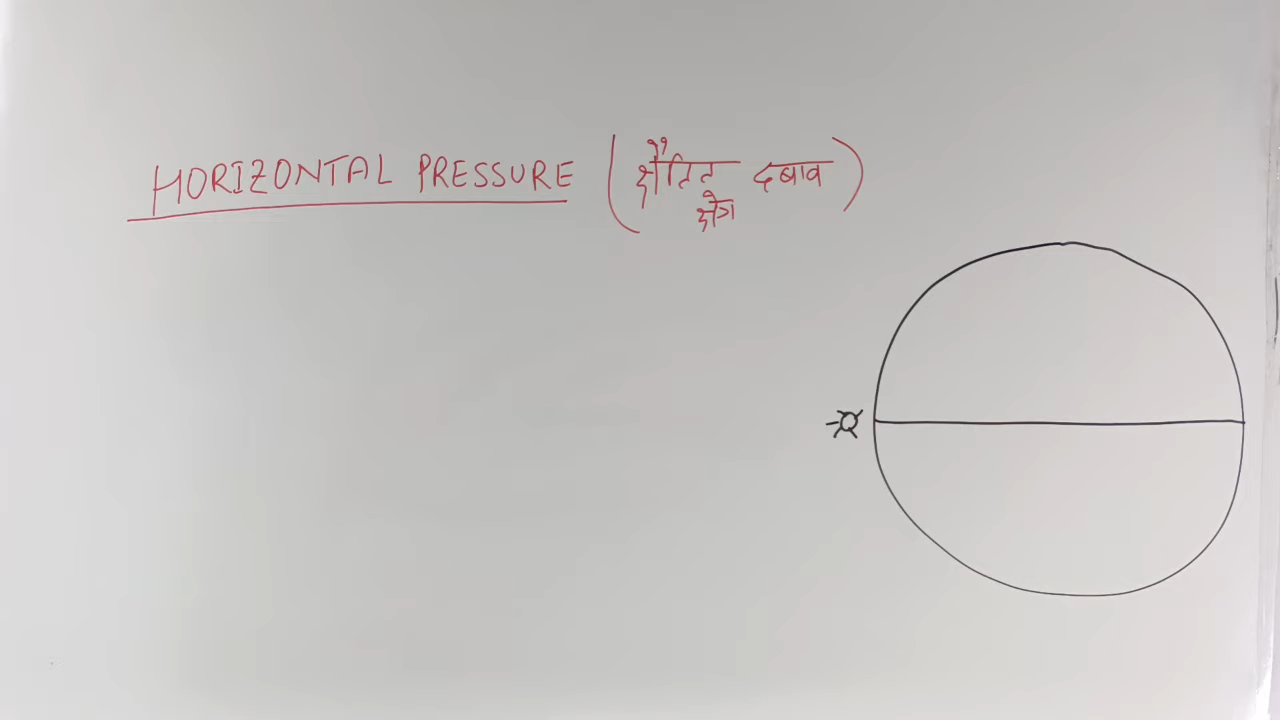 HORIZONTAL PRESSURE ( दबाव )